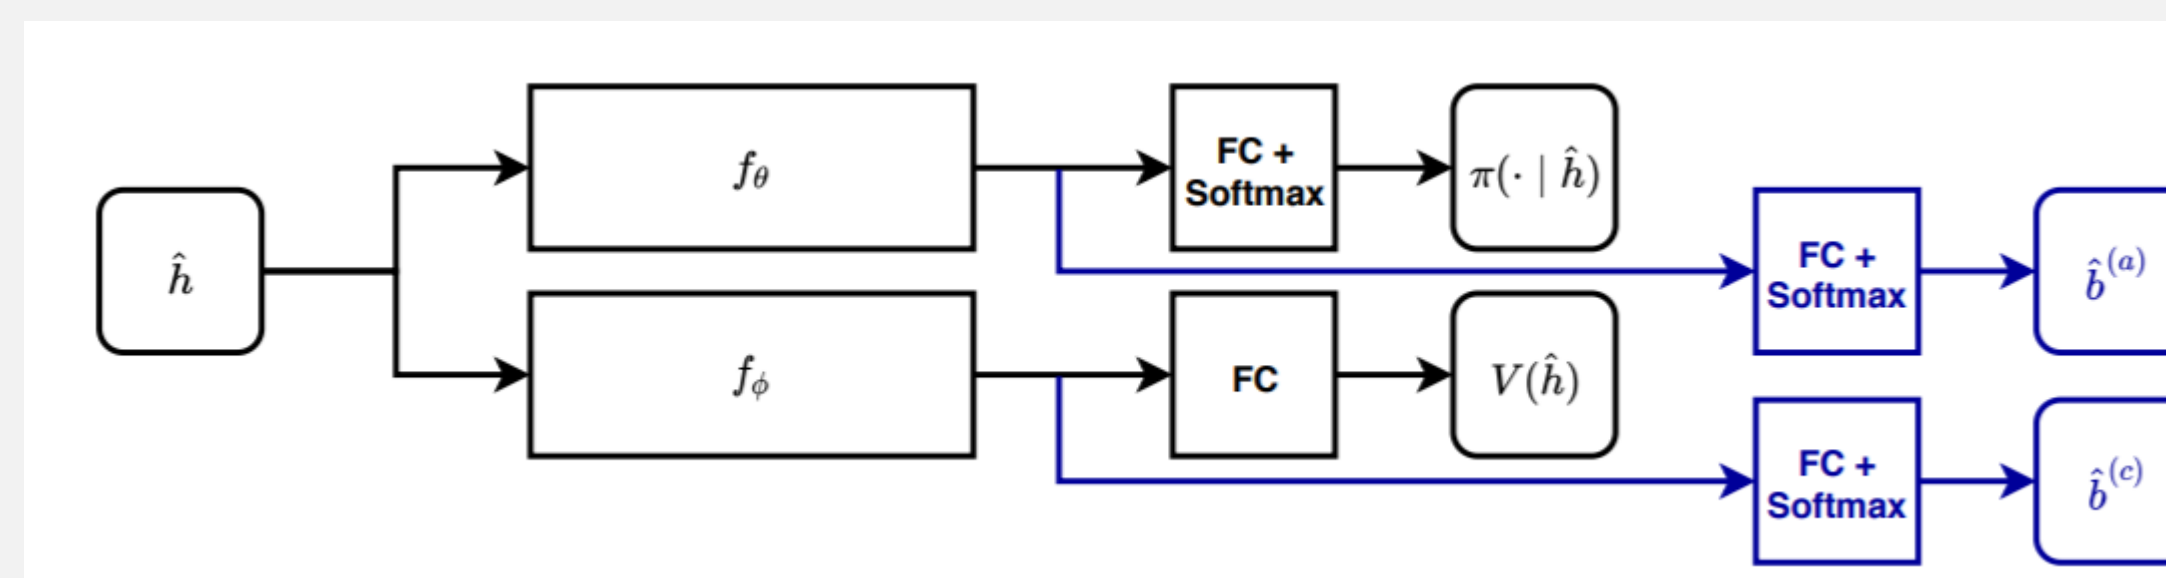 ĥ
f_θ
FC +
Softmax
π(· | ĥ)
FC +
Softmax
b̂^(a)
f_ϕ
FC
V(ĥ)
FC +
Softmax
b̂^(c)